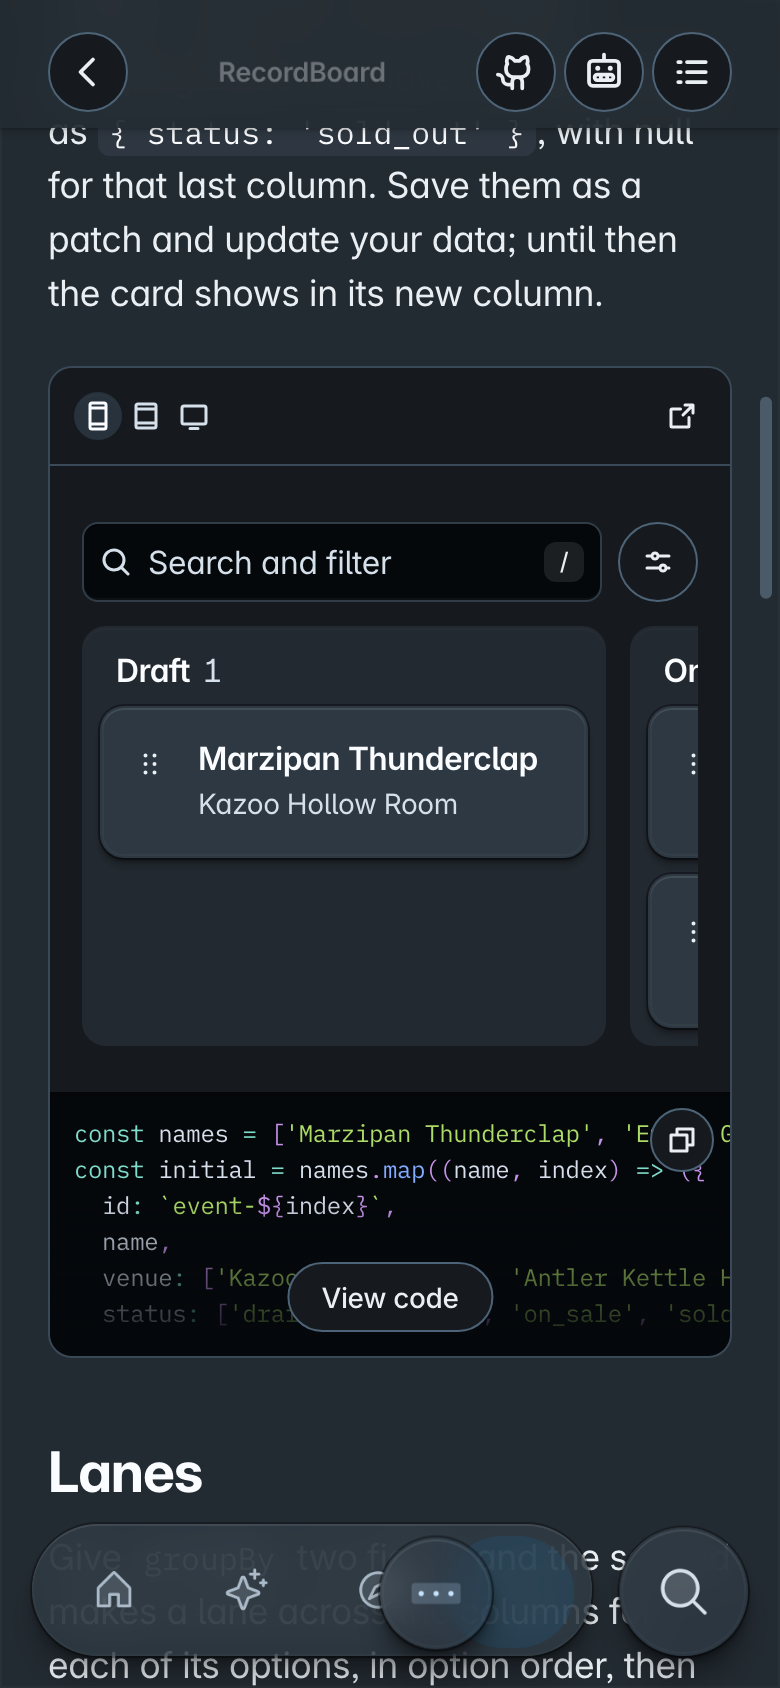 RecordBoard
as { status: 'sold_out' }, with null
for that last column. Save them as a
patch and update your data; until then
the card shows in its new column.
Search and filter /
Draft 1
Marzipan Thunderclap
Kazoo Hollow Room
const names = ['Marzipan Thunderclap',
const initial = names.map((name, index) => ({
id: `event-${index}`,
name,
venue: ['Kazoo 'Antler Kettle
status: [ 'on_sale', 'sold
View code
Lanes
Give groupBy two and the
makes a lane across columns
each of its options, in option order, then